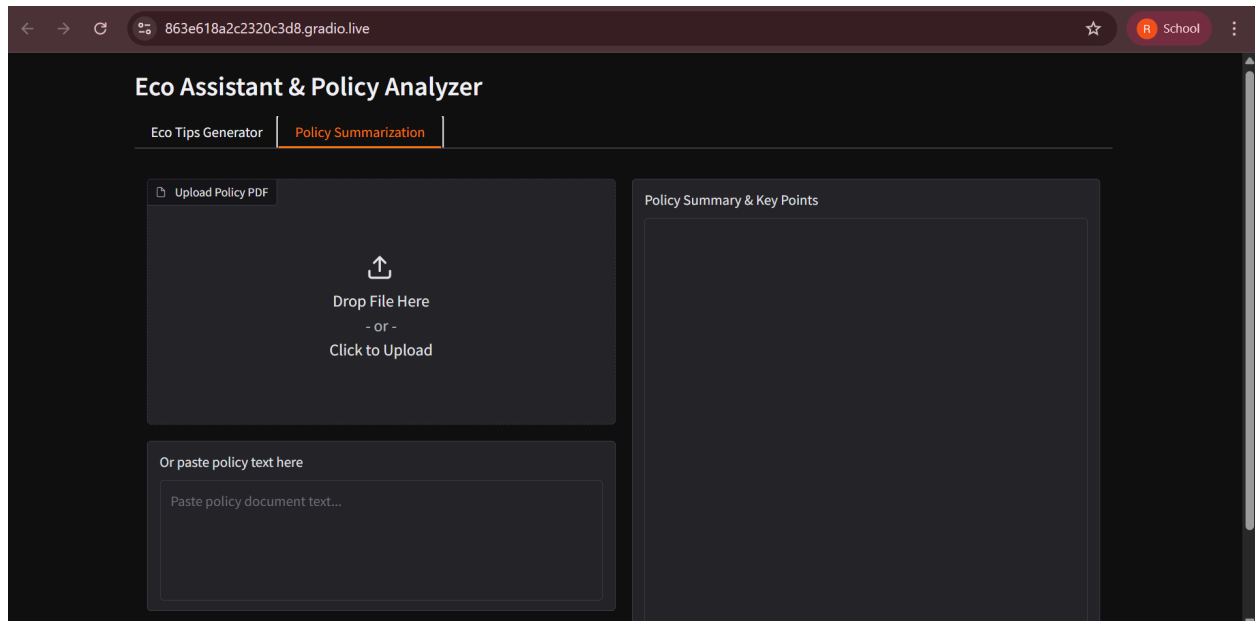 863e618a2c2320c3d8.gradio.live
R School
Eco Assistant & Policy Analyzer
Eco Tips Generator Policy Summarization
Upload Policy PDF
Drop File Here
- or -
Click to Upload
Or paste policy text here
Paste policy document text...
Policy Summary & Key Points